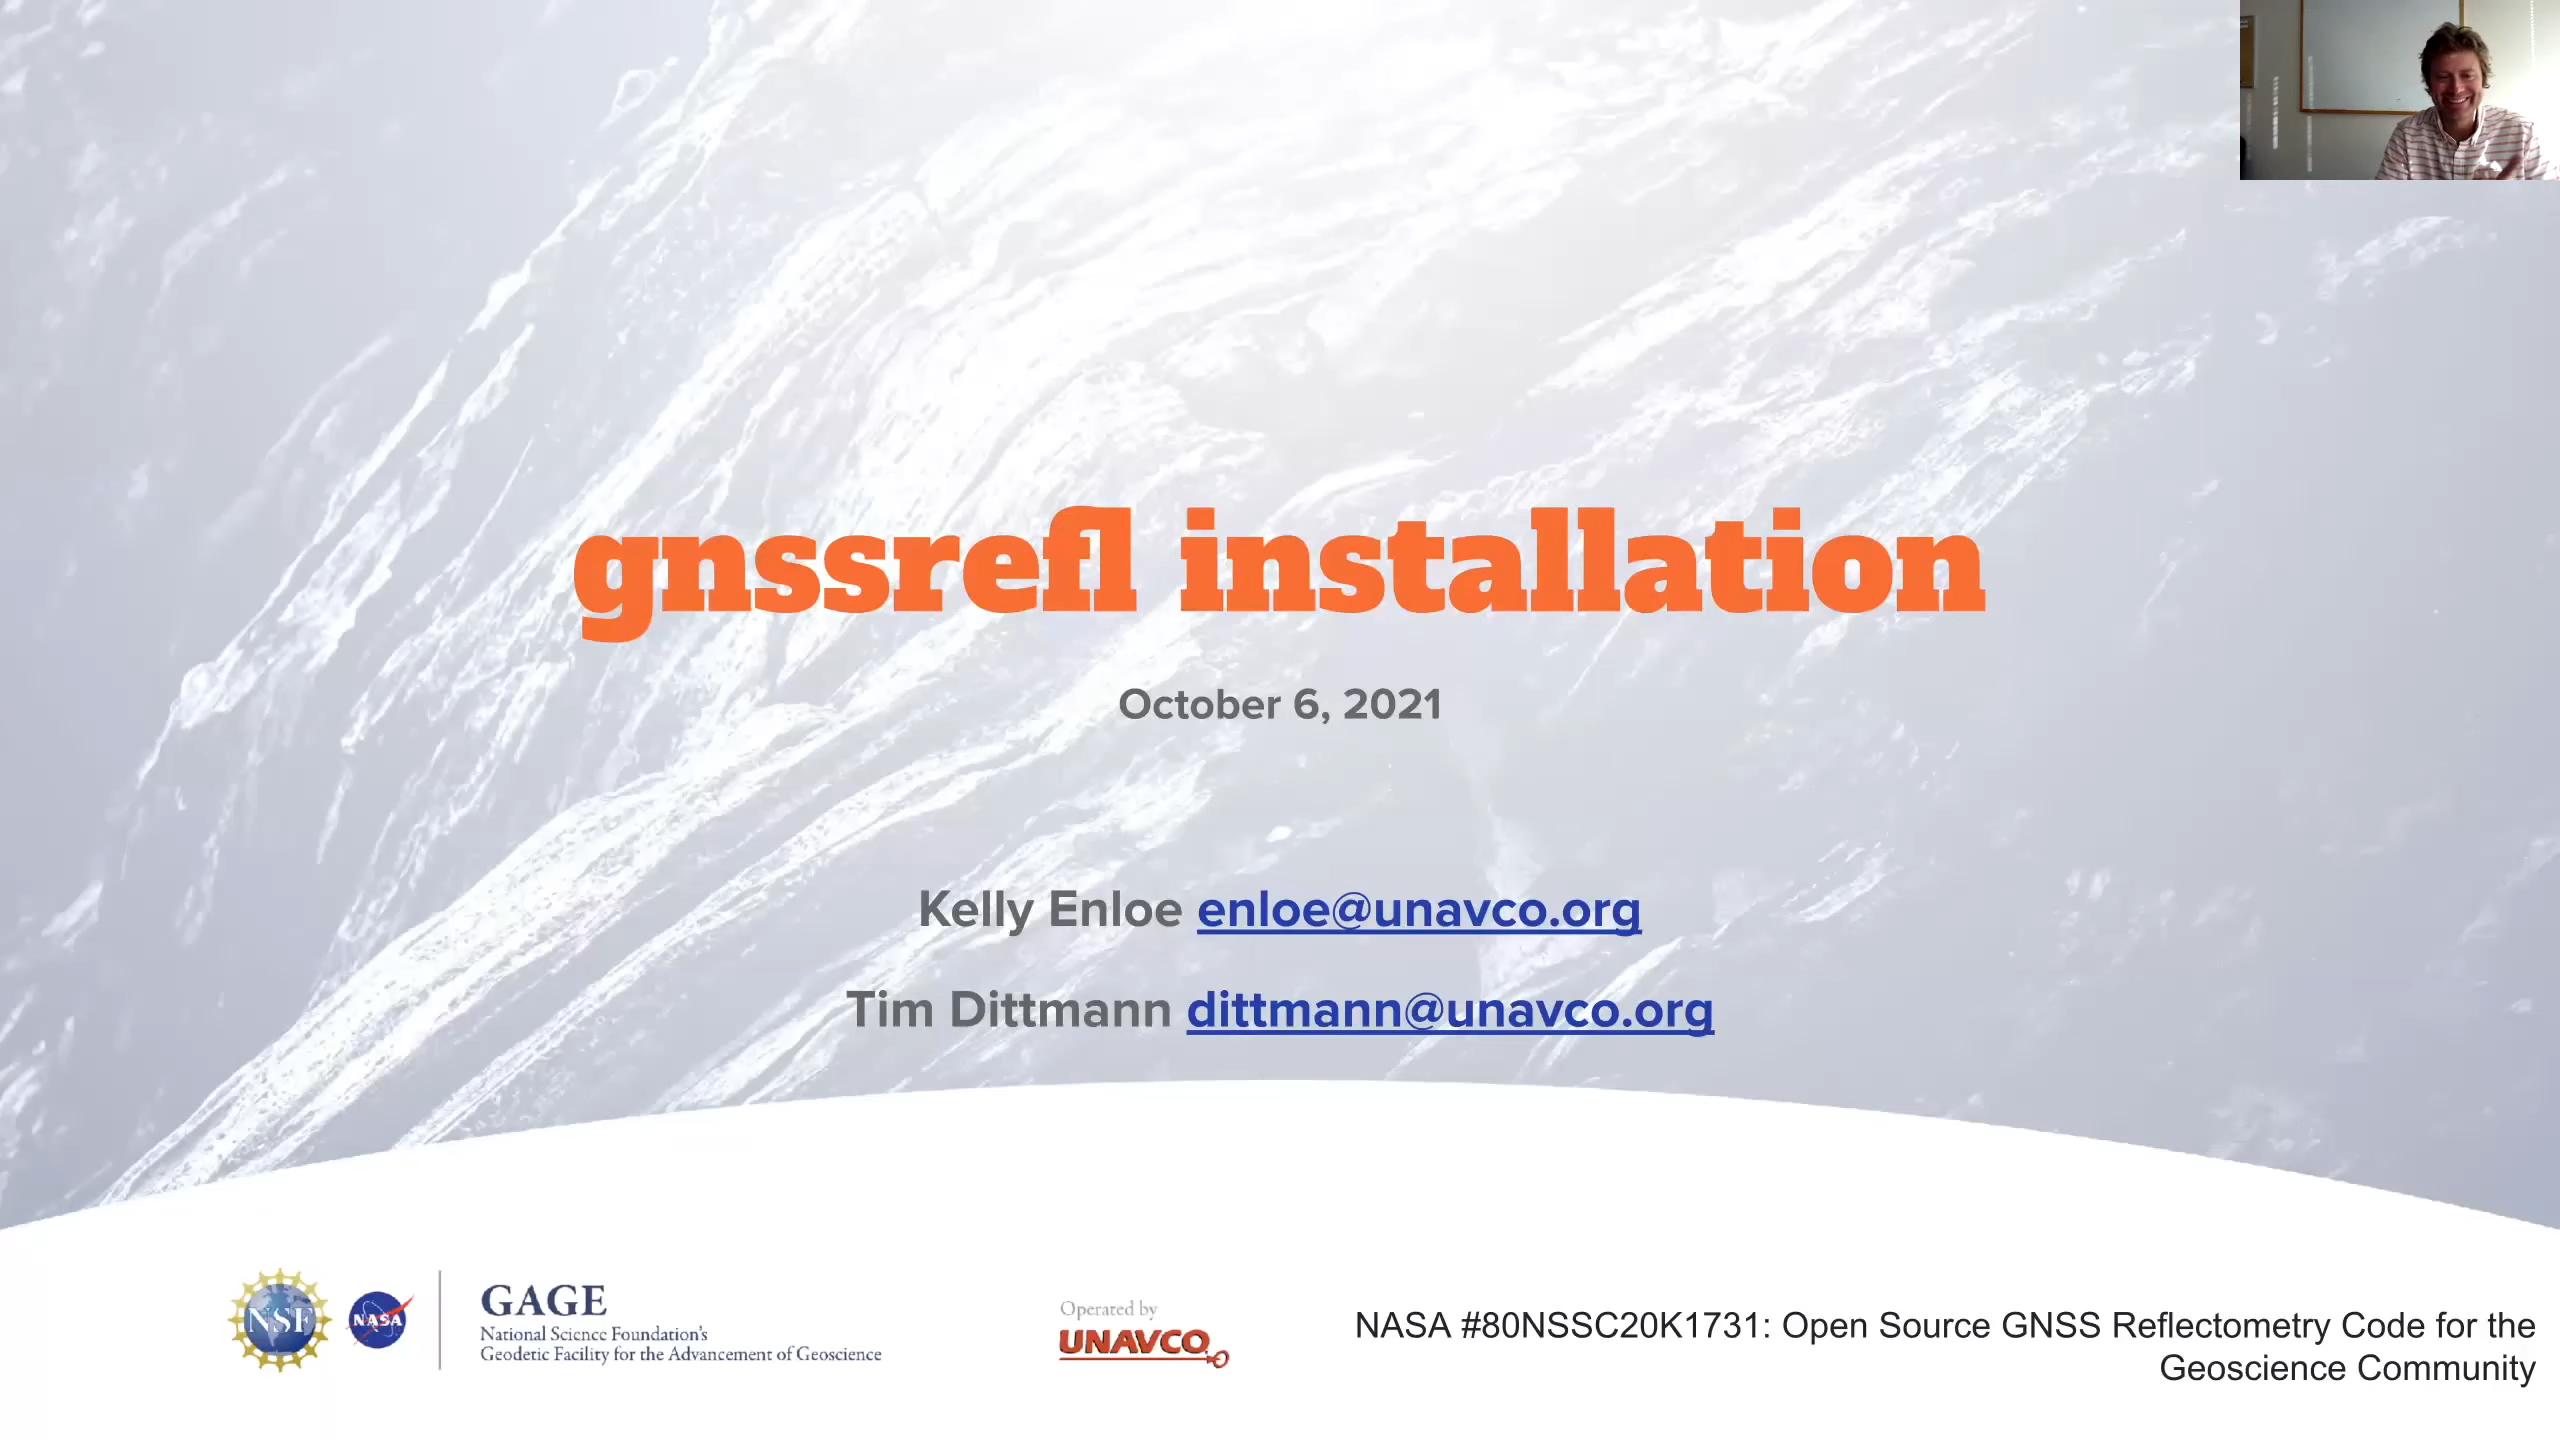 gnssrefl installation
October 6, 2021
Kelly Enloe enloe@unavco.org
Tim Dittmann dittmann@unavco.org
NSF
NASA
GAGE
National Science Foundation's
Geodetic Facility for the Advancement of Geoscience
Operated by
UNAVCO
NASA #80NSSC20K1731: Open Source GNSS Reflectometry Code for the
Geoscience Community